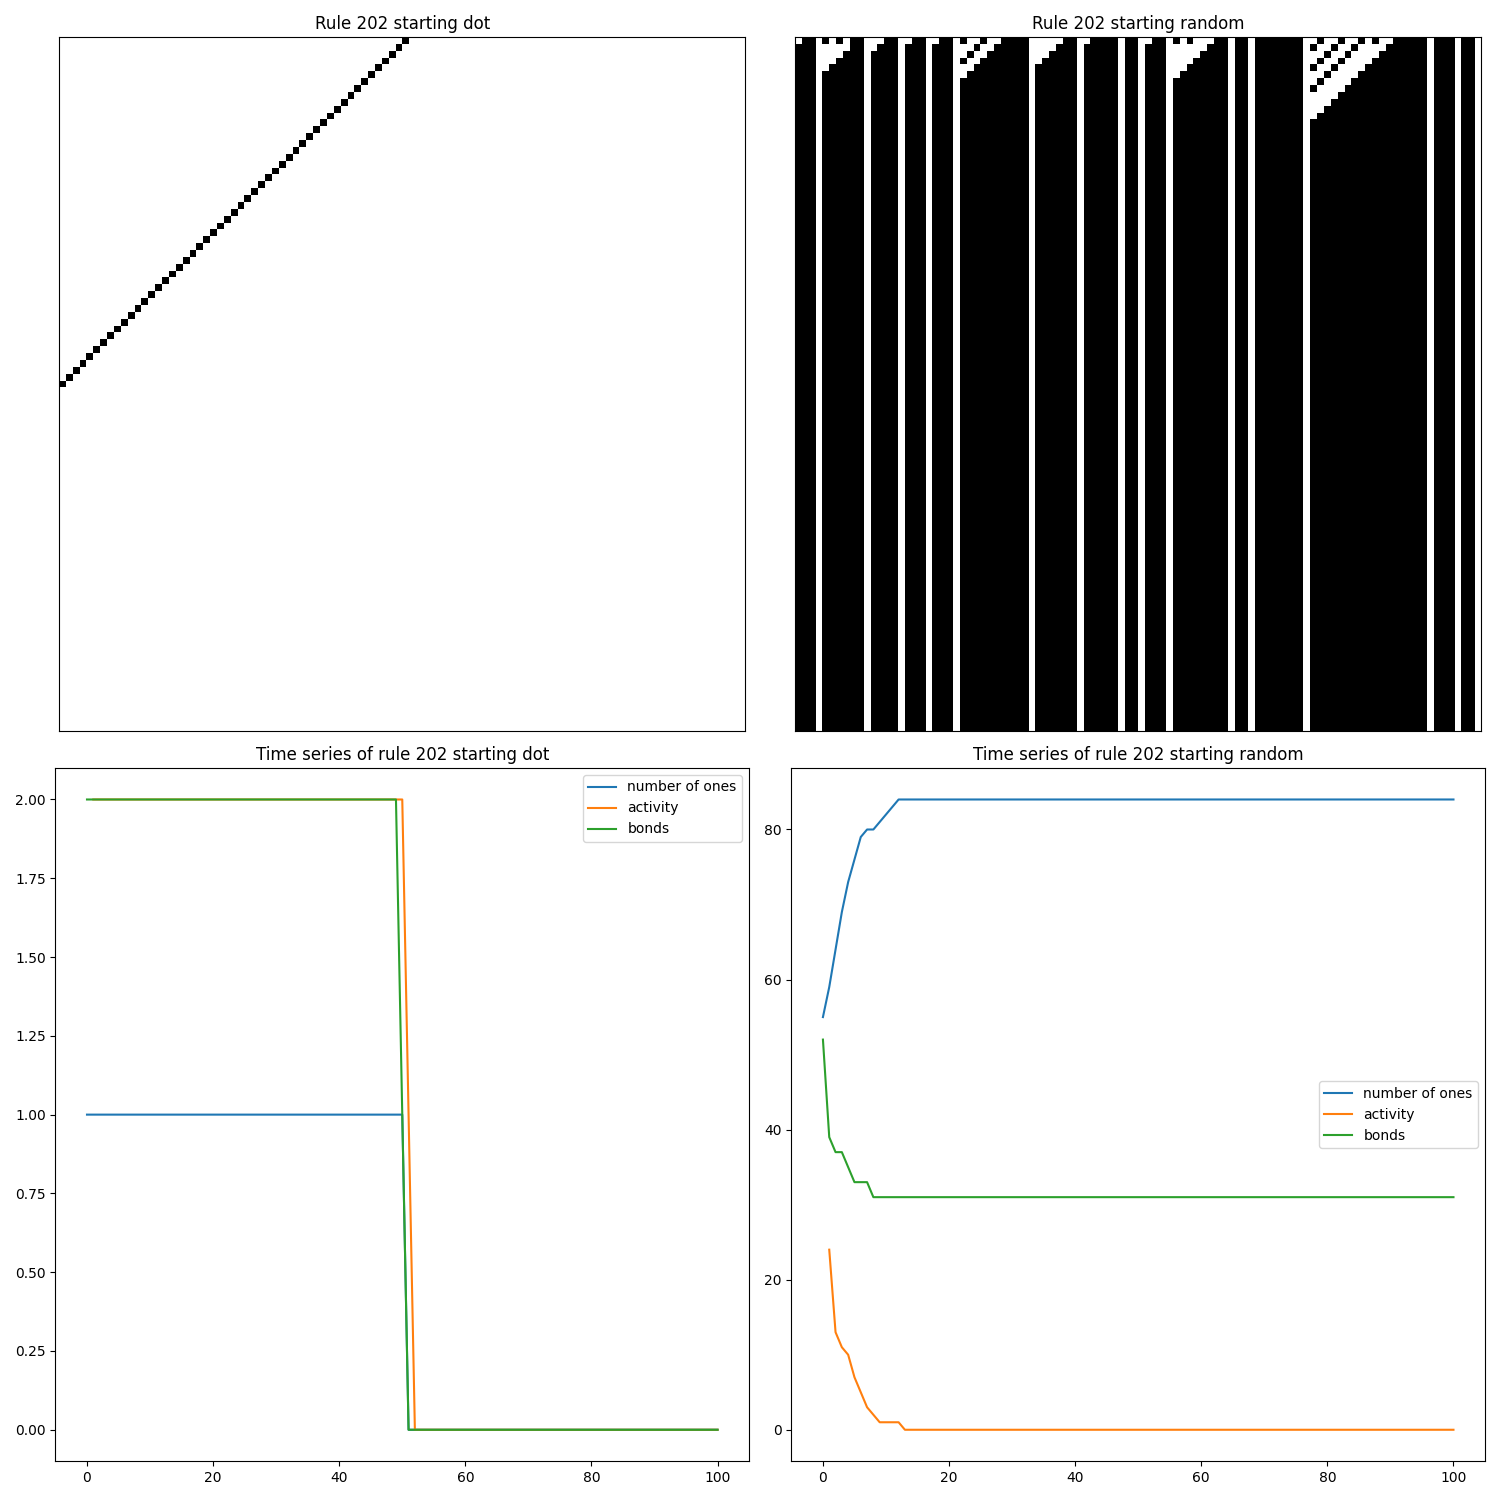 Rule 202 starting dot
Rule 202 starting random
Time series of rule 202 starting dot
2.00
1.75
1.50
1.25
1.00
0.75
0.50
0.25
0.00
0
20
40
60
80
100
number of ones
activity
bonds
Time series of rule 202 starting random
80
60
40
20
0
0
20
40
60
80
100
number of ones
activity
bonds